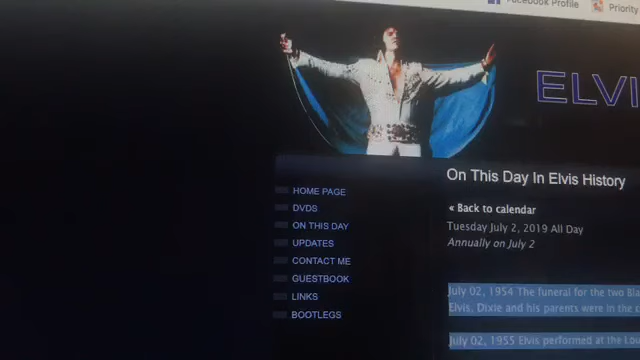 Facebook Profile
Priority
ELVI
On This Day In Elvis History
« Back to calendar
Tuesday July 2, 2019 All Day
Annually on July 2
HOME PAGE
DVDS
ON THIS DAY
UPDATES
CONTACT ME
GUESTBOOK
LINKS
BOOTLEGS
July 02, 1954 The funeral for the two Bla
Elvis, Dixie and his parents were in the
July 02, 1955 Elvis performed at the Lou